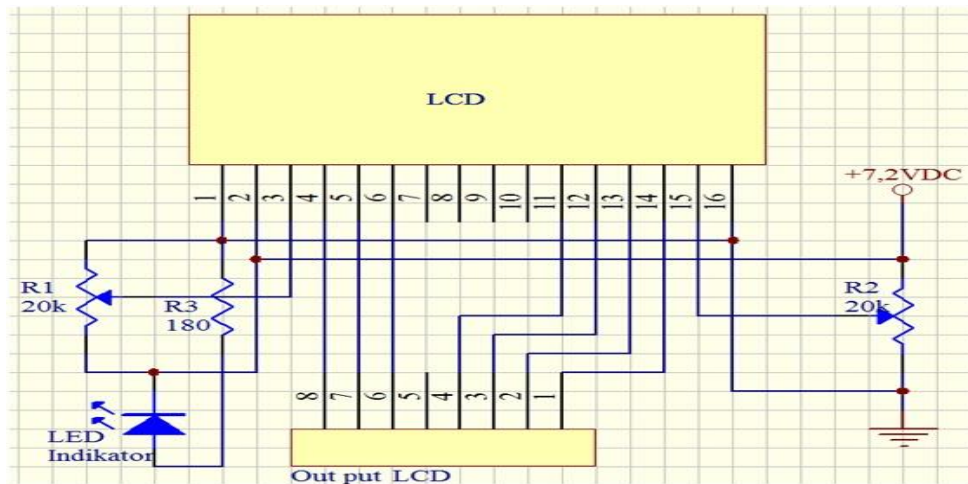 LCD
1 2 3 4 5 6 7 8 9 10 11 12 13 14 15 16
+7,2VDC
R1
20k
R3
180
R2
20k
8 7 6 5 4 3 2 1
LED
Indikator
Out put LCD